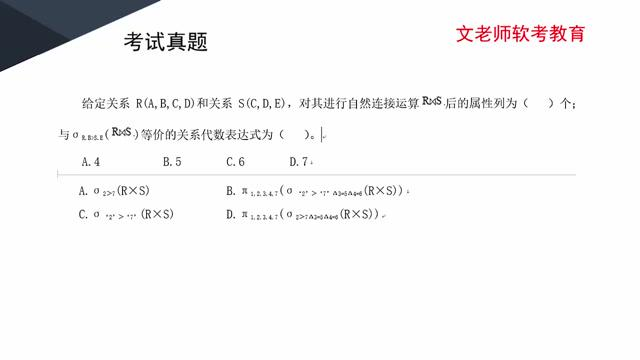 考试真题
文老师软考教育
给定关系 R(A,B,C,D)和关系 S(C,D,E)，对其进行自然连接运算 R⋈S 后的属性列为（ ）个；
与σR.B>S.E(R⋈S)等价的关系代数表达式为（ ）。
A.4 B.5 C.6 D.7
A.σ2>7(R×S) B.π1,2,3,4,7(σ'2'>'7'∧3=5∧4=6(R×S))
C.σ'2'>'7'(R×S) D.π1,2,3,4,7(σ2>7∧3=5∧4=6(R×S))